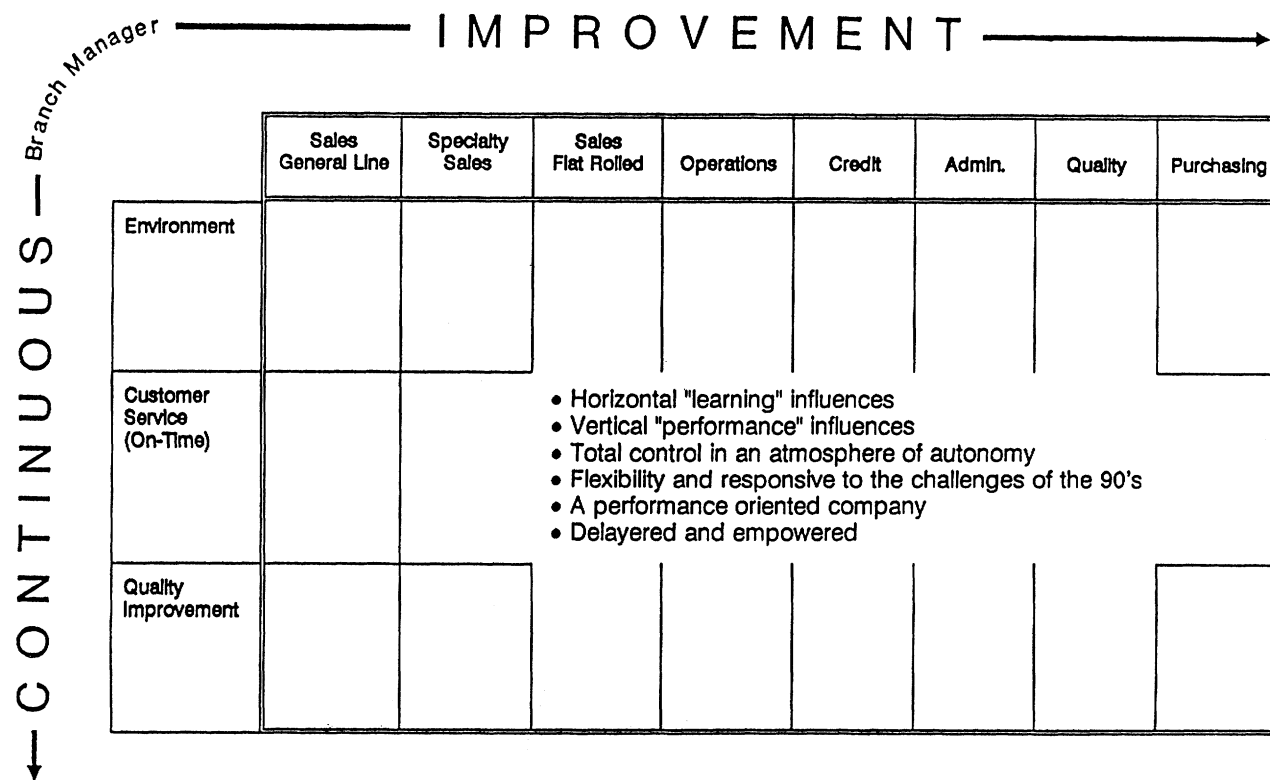 IMPROVEMENT
Branch Manager
CONTINUOUS
Sales
General Line
Specialty
Sales
Sales
Flat Rolled
Operations
Credit
Admin.
Quality
Purchasing
Environment
Customer
Service
(On-Time)
• Horizontal "learning" influences
• Vertical "performance" influences
• Total control in an atmosphere of autonomy
• Flexibility and responsive to the challenges of the 90's
• A performance oriented company
• Delayered and empowered
Quality
Improvement